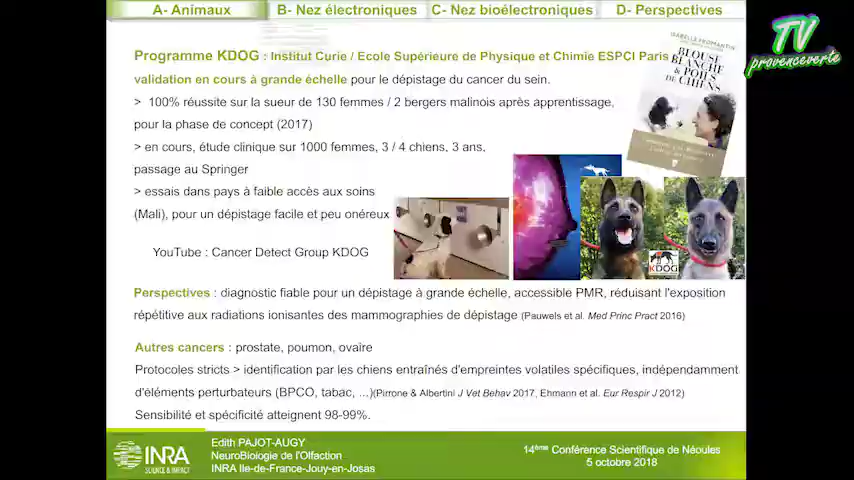 A- Animaux
B- Nez électroniques
C- Nez bioélectroniques
D- Perspectives
TV
provenceverte
Programme KDOG : Institut Curie / Ecole Supérieure de Physique et Chimie ESPCI Paris
validation en cours à grande échelle pour le dépistage du cancer du sein.
> 100% réussite sur la sueur de 130 femmes / 2 bergers malinois après apprentissage,
pour la phase de concept (2017)
> en cours, étude clinique sur 1000 femmes, 3 / 4 chiens, 3 ans,
passage au Springer
> essais dans pays à faible accès aux soins
(Mali), pour un dépistage facile et peu onéreux
YouTube : Cancer Detect Group KDOG
ISABELLE FROMANTIN
BLOUSE
BLANCHE
& POILS
DE CHIENS
KDOG
Perspectives : diagnostic fiable pour un dépistage à grande échelle, accessible PMR, réduisant l'exposition
répétitive aux radiations ionisantes des mammographies de dépistage (Pauwels et al. Med Princ Pract 2016)
Autres cancers : prostate, poumon, ovaire
Protocoles stricts > identification par les chiens entraînés d'empreintes volatiles spécifiques, indépendamment
d'éléments perturbateurs (BPCO, tabac, ...)(Pirrone & Albertini J Vet Behav 2017, Ehmann et al. Eur Respir J 2012)
Sensibilité et spécificité atteignent 98-99%.
INRA
SCIENCE & IMPACT
Edith PAJOT-AUGY
NeuroBiologie de l'Olfaction
INRA Ile-de-France-Jouy-en-Josas
14ème Conférence Scientifique de Néoules
5 octobre 2018